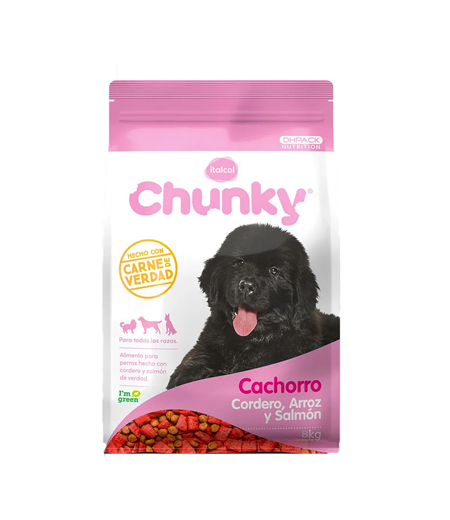 DHPACK
NUTRITION
italcol
Chunky®
HECHO CON
CARNE DE
VERDAD
Para todas las razas.
Alimento para
perros hecho con
cordero y salmón
de verdad.
I'm
green
Cachorro
Cordero, Arroz
y Salmón
8kg